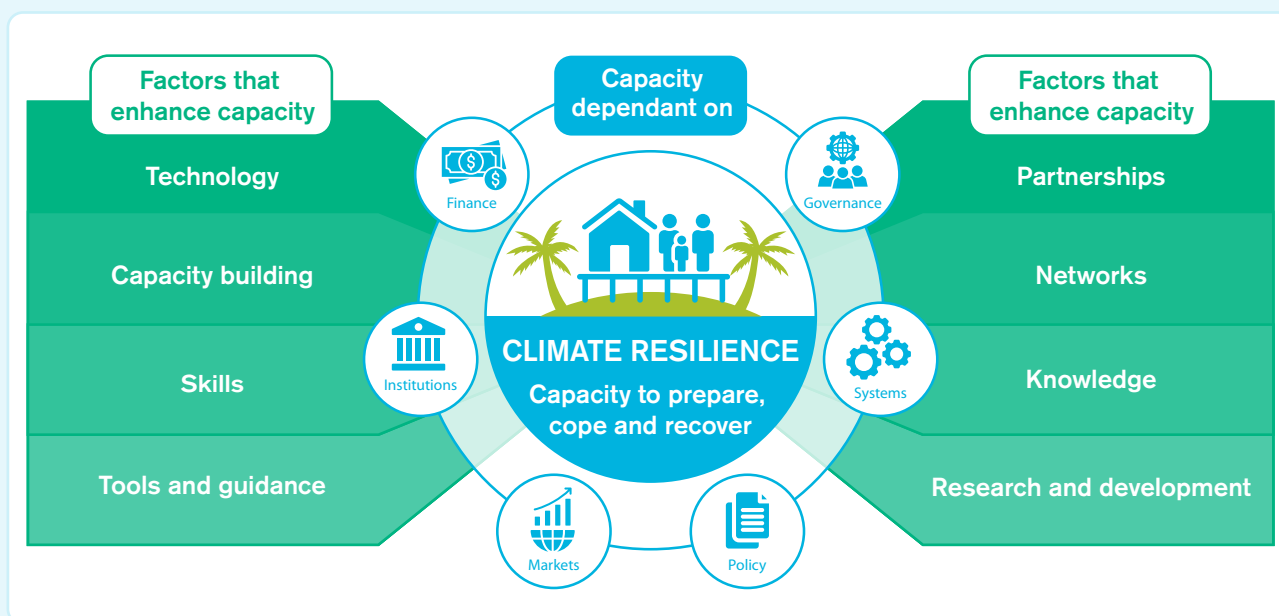 Factors that
enhance capacity
Technology
Capacity building
Skills
Tools and guidance
Capacity
dependant on
Finance
Governance
Institutions
Systems
Markets
Policy
CLIMATE RESILIENCE
Capacity to prepare,
cope and recover
Factors that
enhance capacity
Partnerships
Networks
Knowledge
Research and development